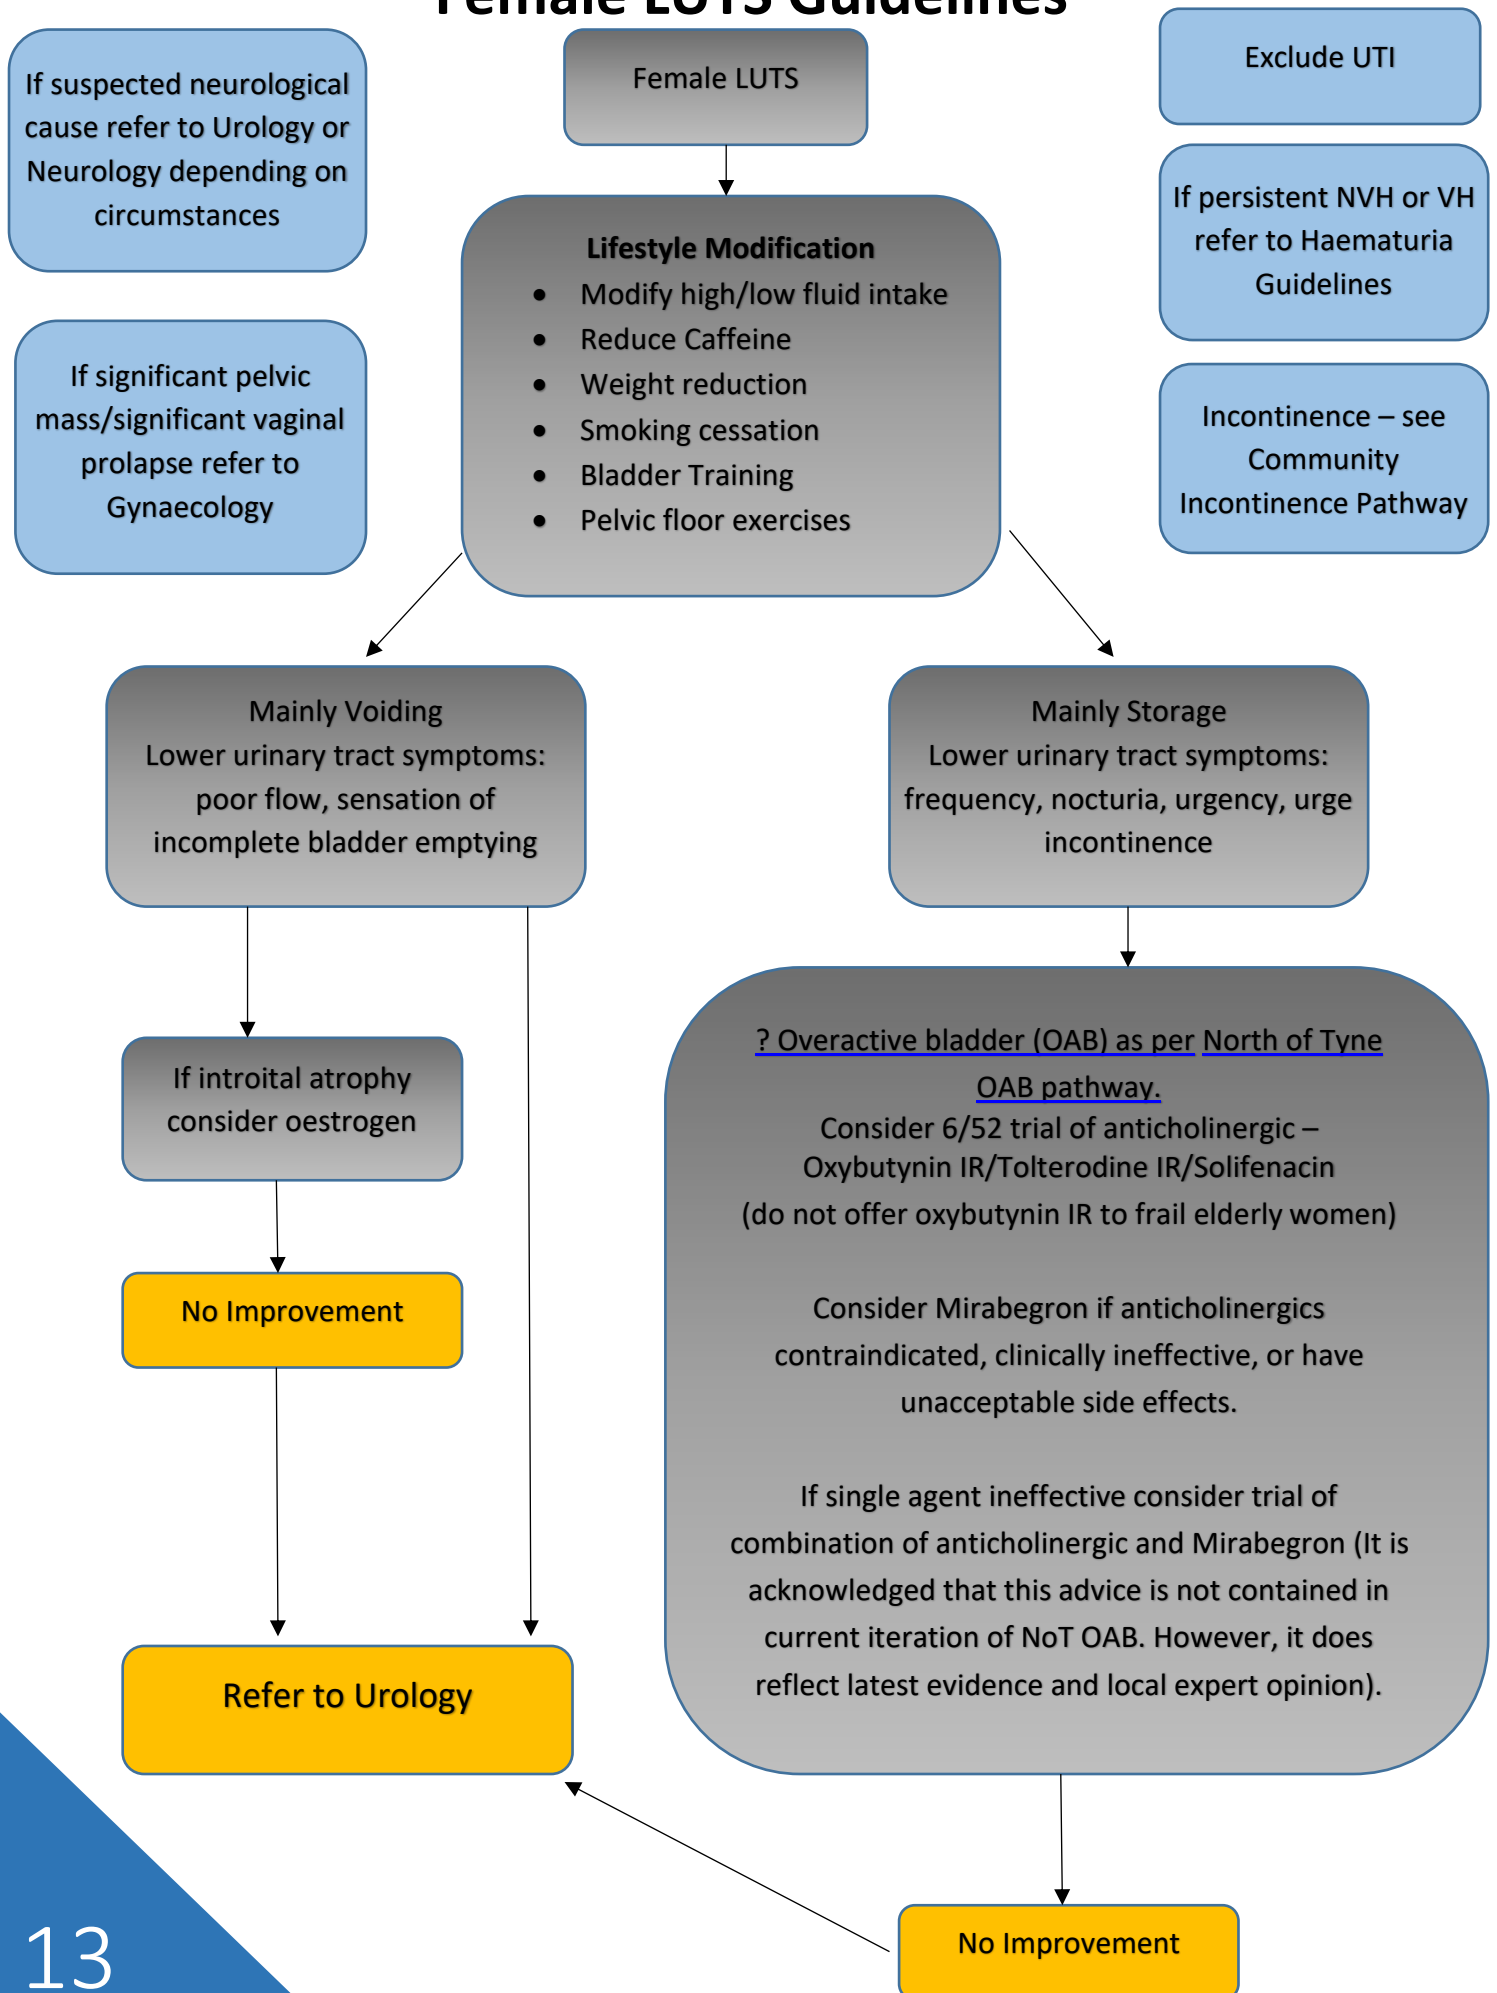 Female LUTS Guidelines
If suspected neurological
cause refer to Urology or
Neurology depending on
circumstances
Female LUTS
Exclude UTI
If persistent NVH or VH
refer to Haematuria
Guidelines
Lifestyle Modification
• Modify high/low fluid intake
• Reduce Caffeine
• Weight reduction
• Smoking cessation
• Bladder Training
• Pelvic floor exercises
If significant pelvic
mass/significant vaginal
prolapse refer to
Gynaecology
Incontinence – see
Community
Incontinence Pathway
Mainly Voiding
Lower urinary tract symptoms:
poor flow, sensation of
incomplete bladder emptying
Mainly Storage
Lower urinary tract symptoms:
frequency, nocturia, urgency, urge
incontinence
If introital atrophy
consider oestrogen
No Improvement
Refer to Urology
? Overactive bladder (OAB) as per North of Tyne
OAB pathway.
Consider 6/52 trial of anticholinergic –
Oxybutynin IR/Tolterodine IR/Solifenacin
(do not offer oxybutynin IR to frail elderly women)
Consider Mirabegron if anticholinergics
contraindicated, clinically ineffective, or have
unacceptable side effects.
If single agent ineffective consider trial of
combination of anticholinergic and Mirabegron (It is
acknowledged that this advice is not contained in
current iteration of NoT OAB. However, it does
reflect latest evidence and local expert opinion).
No Improvement
13